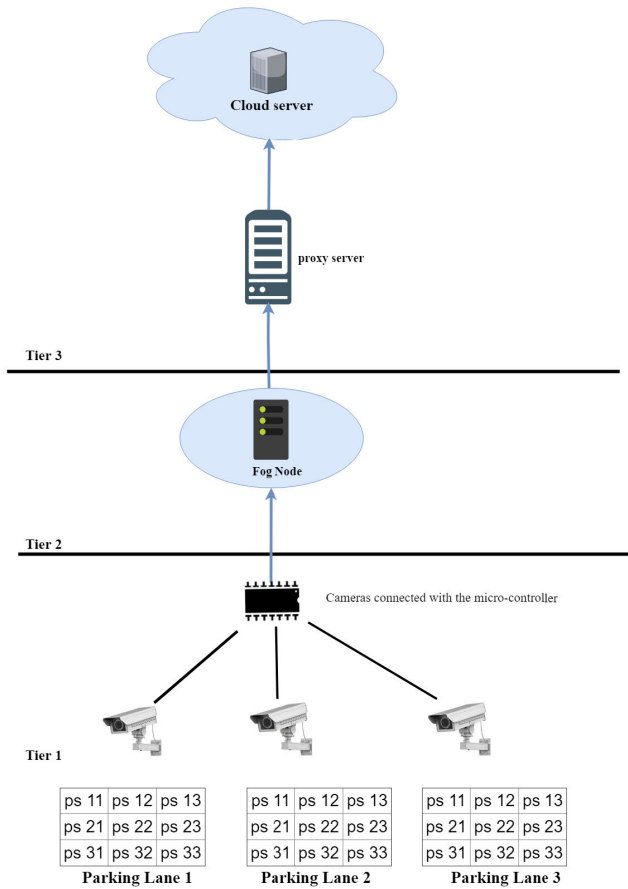 Cloud server
proxy server
Tier 3
Fog Node
Tier 2
Cameras connected with the micro-controller
Tier 1
ps 11 ps 12 ps 13 ps 11 ps 12 ps 13 ps 11 ps 12 ps 13
ps 21 ps 22 ps 23 ps 21 ps 22 ps 23 ps 21 ps 22 ps 23
ps 31 ps 32 ps 33 ps 31 ps 32 ps 33 ps 31 ps 32 ps 33
Parking Lane 1 Parking Lane 2 Parking Lane 3